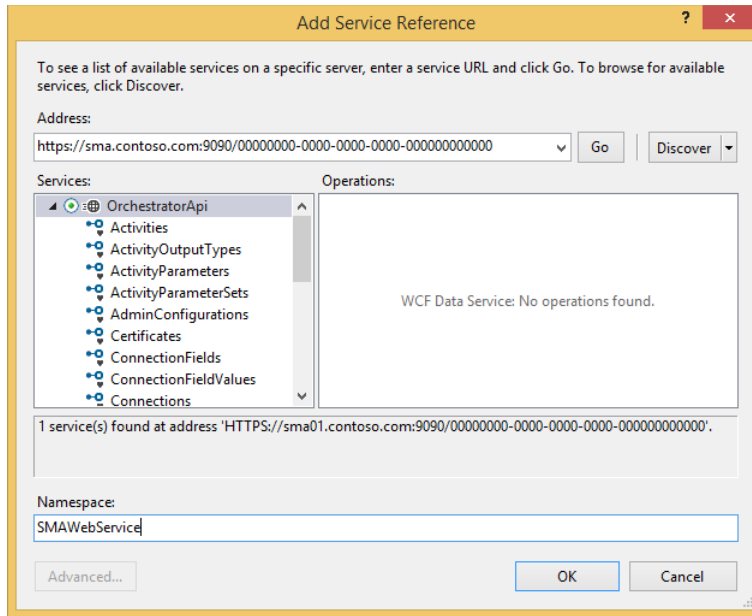 Add Service Reference
?
To see a list of available services on a specific server, enter a service URL and click Go. To browse for available
services, click Discover.
Address:
https://sma.contoso.com:9090/00000000-0000-0000-0000-000000000000
Go
Discover
Services:
Operations:
OrchestratorApi
Activities
ActivityOutputTypes
ActivityParameters
ActivityParameterSets
AdminConfigurations
Certificates
ConnectionFields
ConnectionFieldValues
Connections
WCF Data Service: No operations found.
1 service(s) found at address 'HTTPS://sma01.contoso.com:9090/00000000-0000-0000-0000-000000000000'.
Namespace:
SMAWebService
Advanced...
OK
Cancel